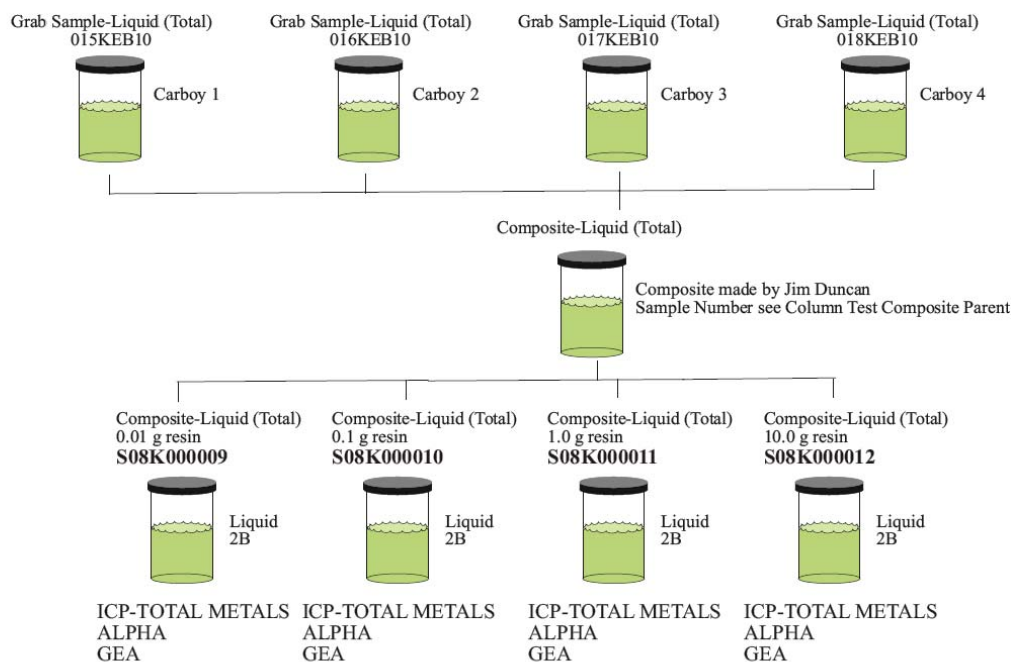 Grab Sample-Liquid (Total)
015KEB10
Carboy 1
Grab Sample-Liquid (Total)
016KEB10
Carboy 2
Grab Sample-Liquid (Total)
017KEB10
Carboy 3
Grab Sample-Liquid (Total)
018KEB10
Carboy 4
Composite-Liquid (Total)
Composite made by Jim Duncan
Sample Number see Column Test Composite Parent
Composite-Liquid (Total)
0.01 g resin
S08K000009
Liquid
2B
ICP-TOTAL METALS
ALPHA
GEA
Composite-Liquid (Total)
0.1 g resin
S08K000010
Liquid
2B
ICP-TOTAL METALS
ALPHA
GEA
Composite-Liquid (Total)
1.0 g resin
S08K000011
Liquid
2B
ICP-TOTAL METALS
ALPHA
GEA
Composite-Liquid (Total)
10.0 g resin
S08K000012
Liquid
2B
ICP-TOTAL METALS
ALPHA
GEA